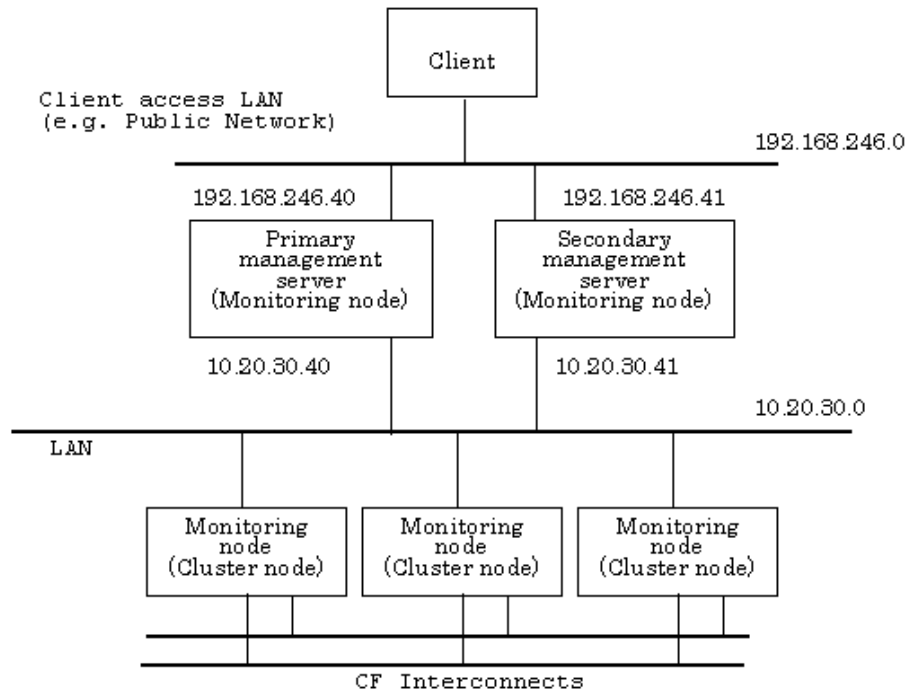 Client
Client access LAN
(e.g. Public Network)
192.168.246.0
192.168.246.40
192.168.246.41
Primary
management
server
(Monitoring node)
Secondary
management
server
(Monitoring node)
10.20.30.40
10.20.30.41
10.20.30.0
LAN
Monitoring
node
(Cluster node)
Monitoring
node
(Cluster node)
Monitoring
node
(Cluster node)
CF Interconnects